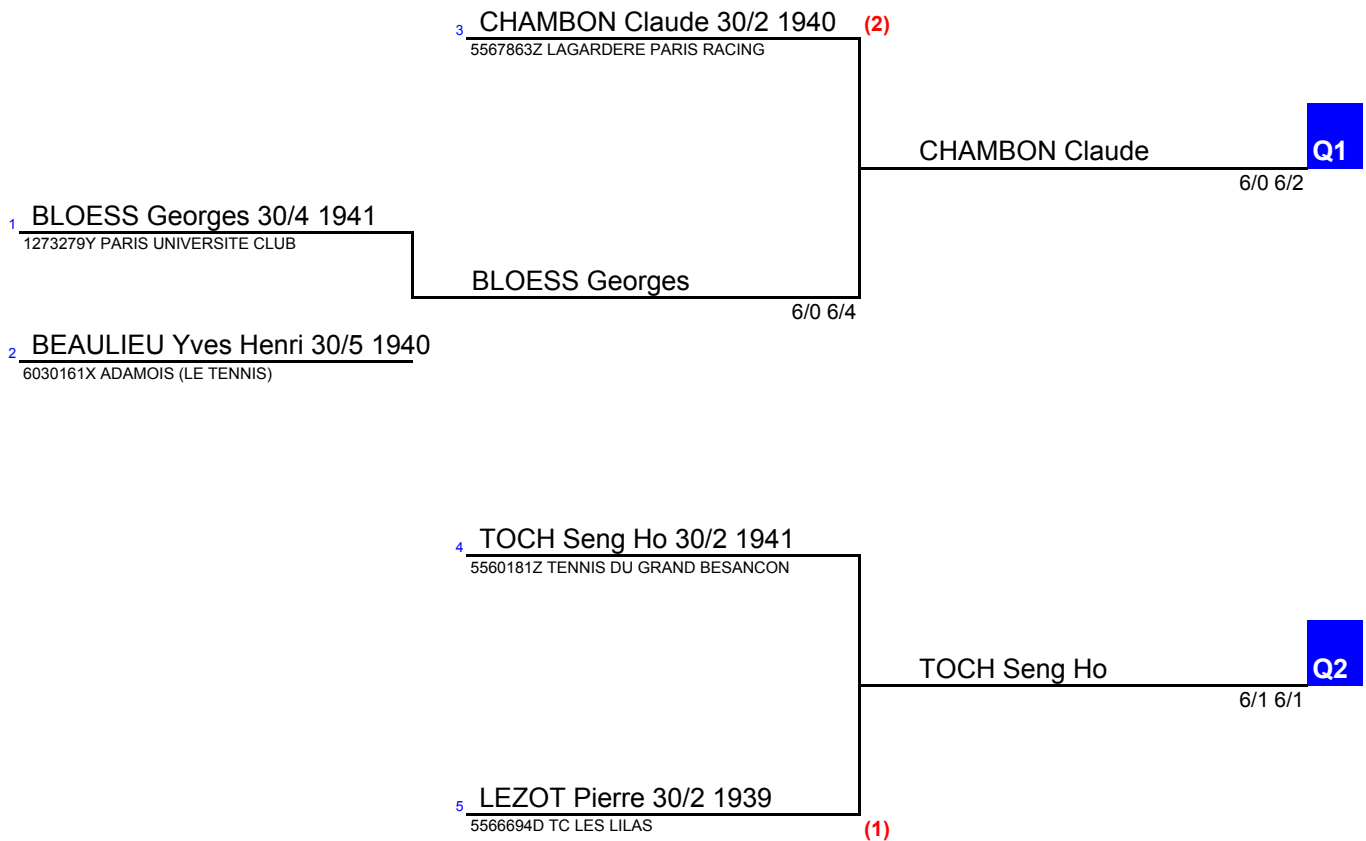 3 CHAMBON Claude 30/2 1940 (2)
5567863Z LAGARDERE PARIS RACING
CHAMBON Claude Q1
6/0 6/2
1 BLOESS Georges 30/4 1941
1273279Y PARIS UNIVERSITE CLUB
BLOESS Georges
6/0 6/4
2 BEAULIEU Yves Henri 30/5 1940
6030161X ADAMOIS (LE TENNIS)
4 TOCH Seng Ho 30/2 1941
5560181Z TENNIS DU GRAND BESANCON
TOCH Seng Ho Q2
6/1 6/1
5 LEZOT Pierre 30/2 1939
5566694D TC LES LILAS (1)